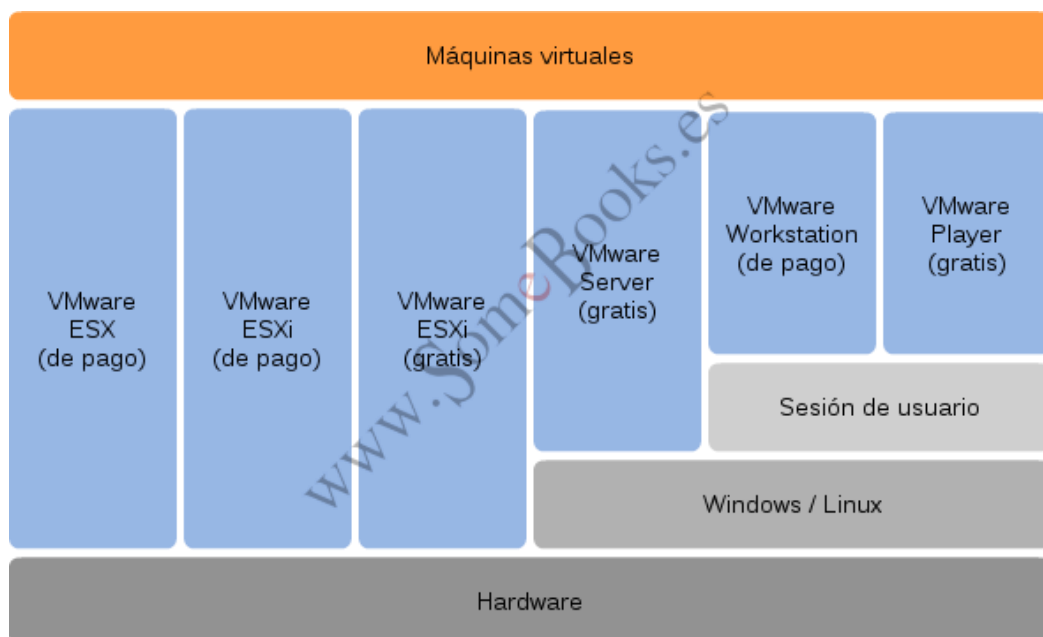 Máquinas virtuales
VMware
ESX
(de pago)
VMware
ESXi
(de pago)
VMware
ESXi
(gratis)
VMware
Server
(gratis)
VMware
Workstation
(de pago)
VMware
Player
(gratis)
Sesión de usuario
Windows / Linux
Hardware
www.SomeBooks.es